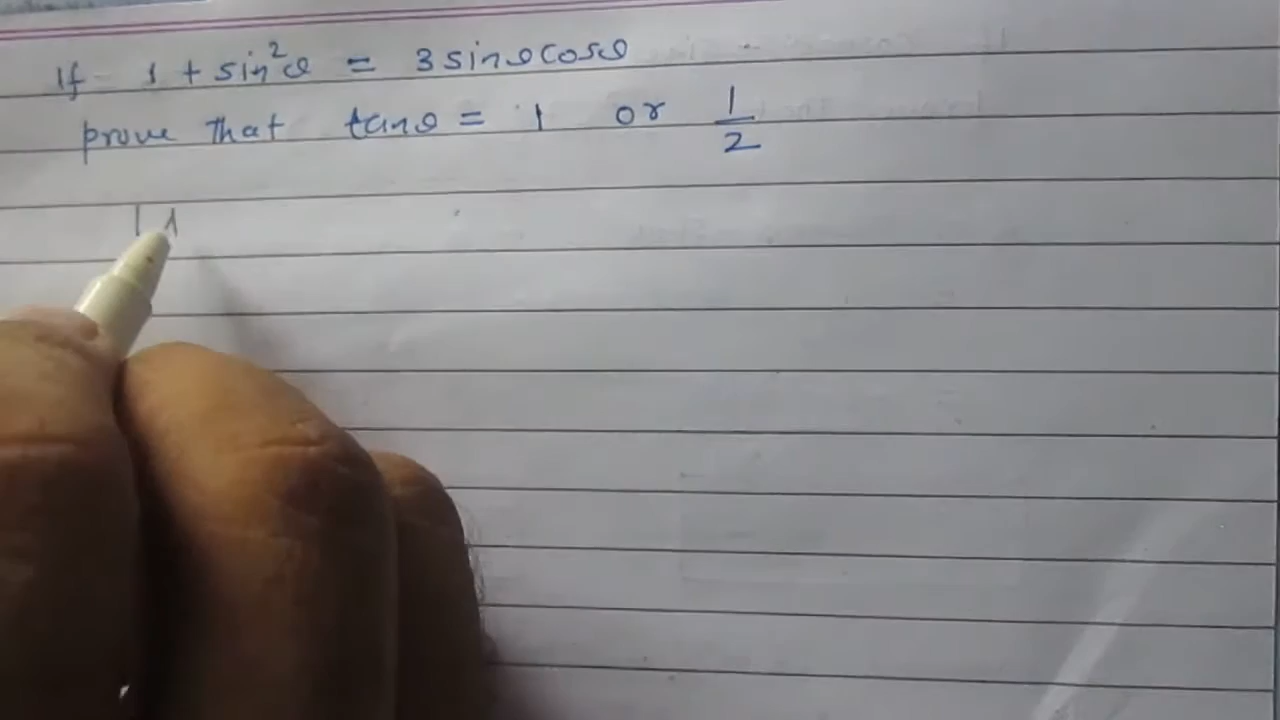 If 1 + sin²θ = 3 sinθ cosθ
prove that tanθ = 1 or 1/2